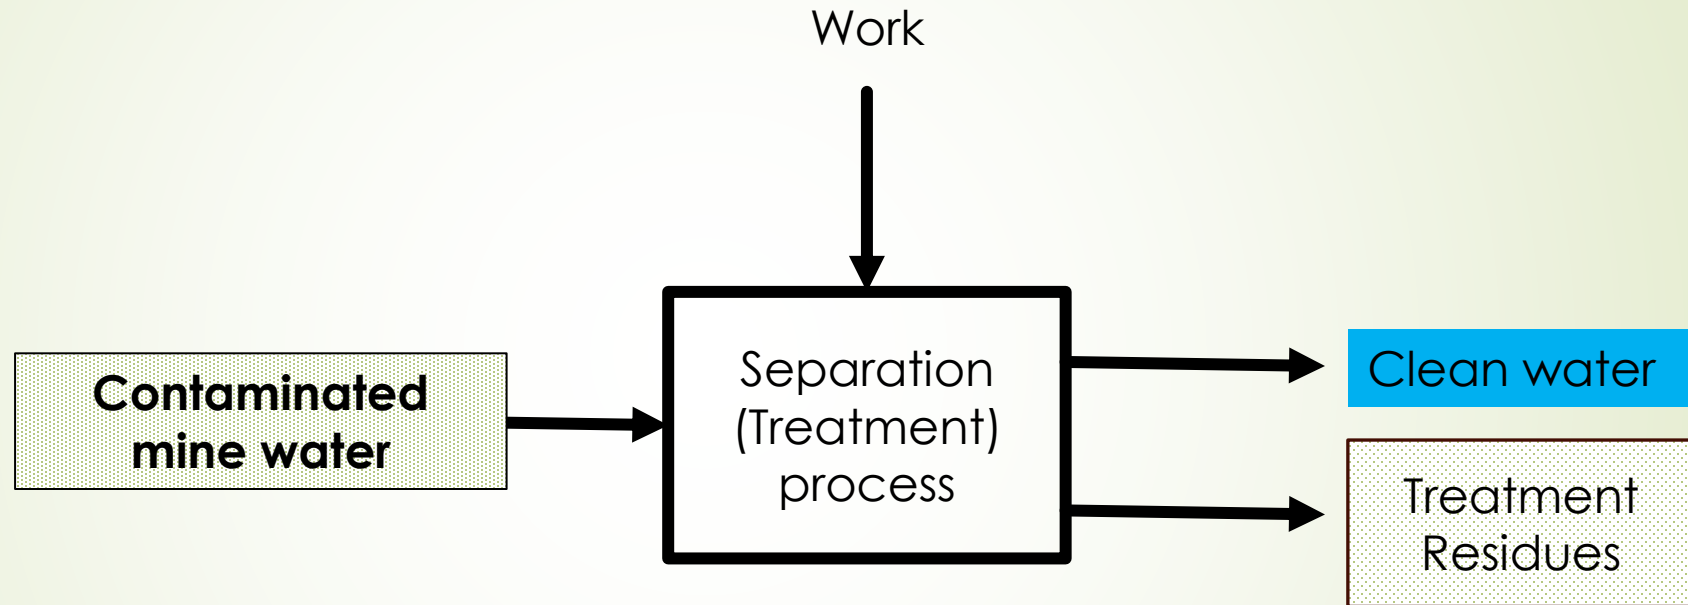 Work
Contaminated
mine water
Separation
(Treatment)
process
Clean water
Treatment
Residues